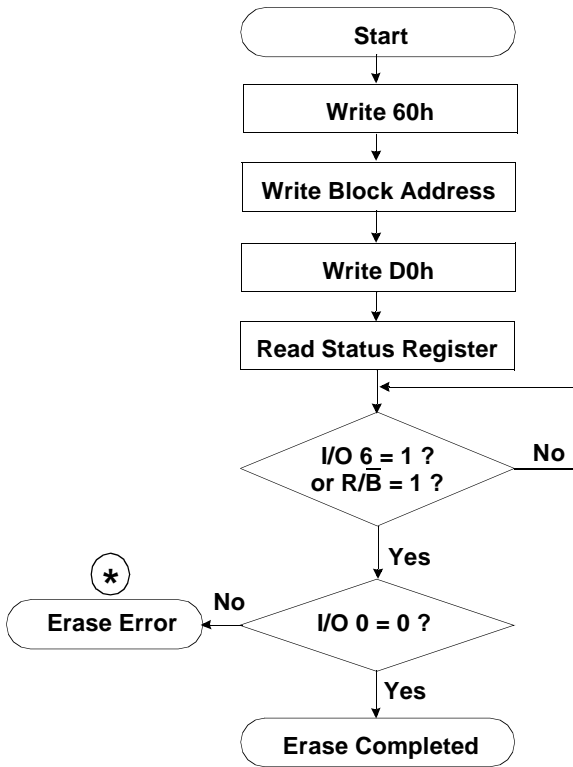 Start
Write 60h
Write Block Address
Write D0h
Read Status Register
I/O 6 = 1 ?
or R/B̅ = 1 ?
No
Yes
*
No
Erase Error
I/O 0 = 0 ?
Yes
Erase Completed